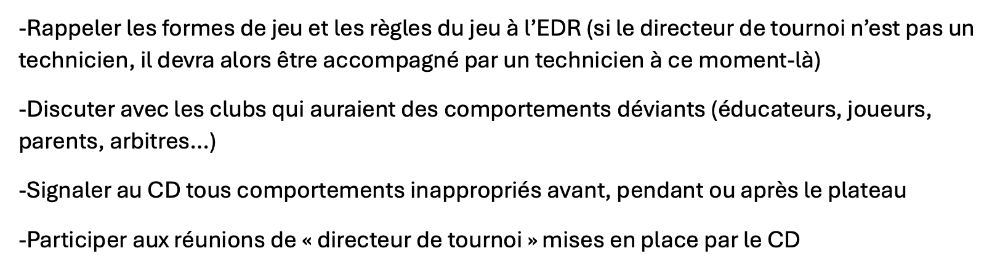 -Rappeler les formes de jeu et les règles du jeu à l’EDR (si le directeur de tournoi n’est pas un
technicien, il devra alors être accompagné par un technicien à ce moment-là)
-Discuter avec les clubs qui auraient des comportements déviants (éducateurs, joueurs,
parents, arbitres...)
-Signaler au CD tous comportements inappropriés avant, pendant ou après le plateau
-Participer aux réunions de « directeur de tournoi » mises en place par le CD